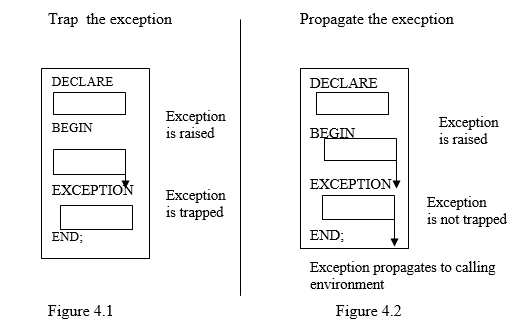 Trap the exception
DECLARE
BEGIN
EXCEPTION
END;
Exception
is raised
Exception
is trapped
Figure 4.1
Propagate the execption
DECLARE
BEGIN
EXCEPTION
END;
Exception
is raised
Exception
is not trapped
Exception propagates to calling
environment
Figure 4.2